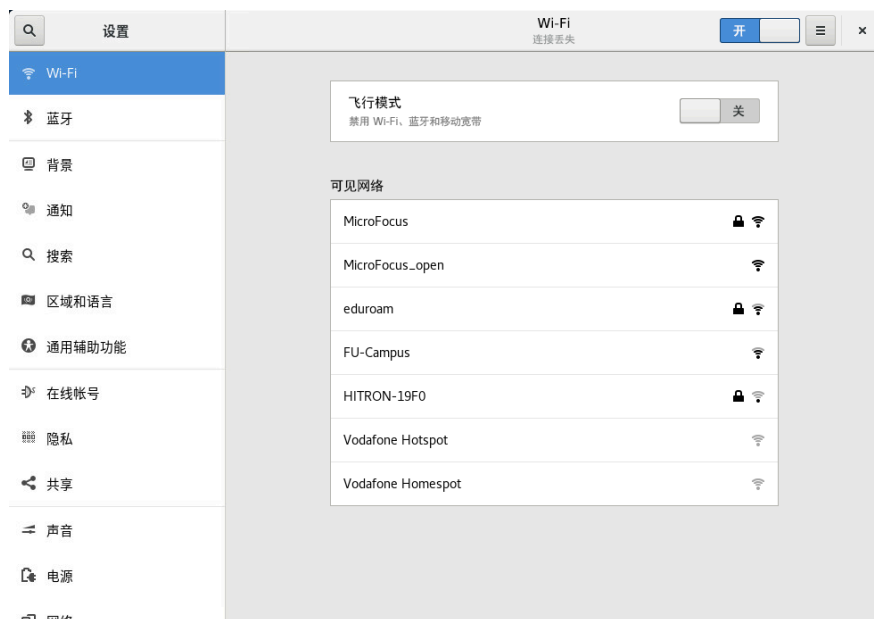 设置
Wi-Fi
连接丢失
开
Wi-Fi
蓝牙
背景
通知
搜索
区域和语言
通用辅助功能
在线帐号
隐私
共享
声音
电源
飞行模式
禁用 Wi-Fi、蓝牙和移动宽带
关
可见网络
MicroFocus
MicroFocus_open
eduroam
FU-Campus
HITRON-19F0
Vodafone Hotspot
Vodafone Homespot